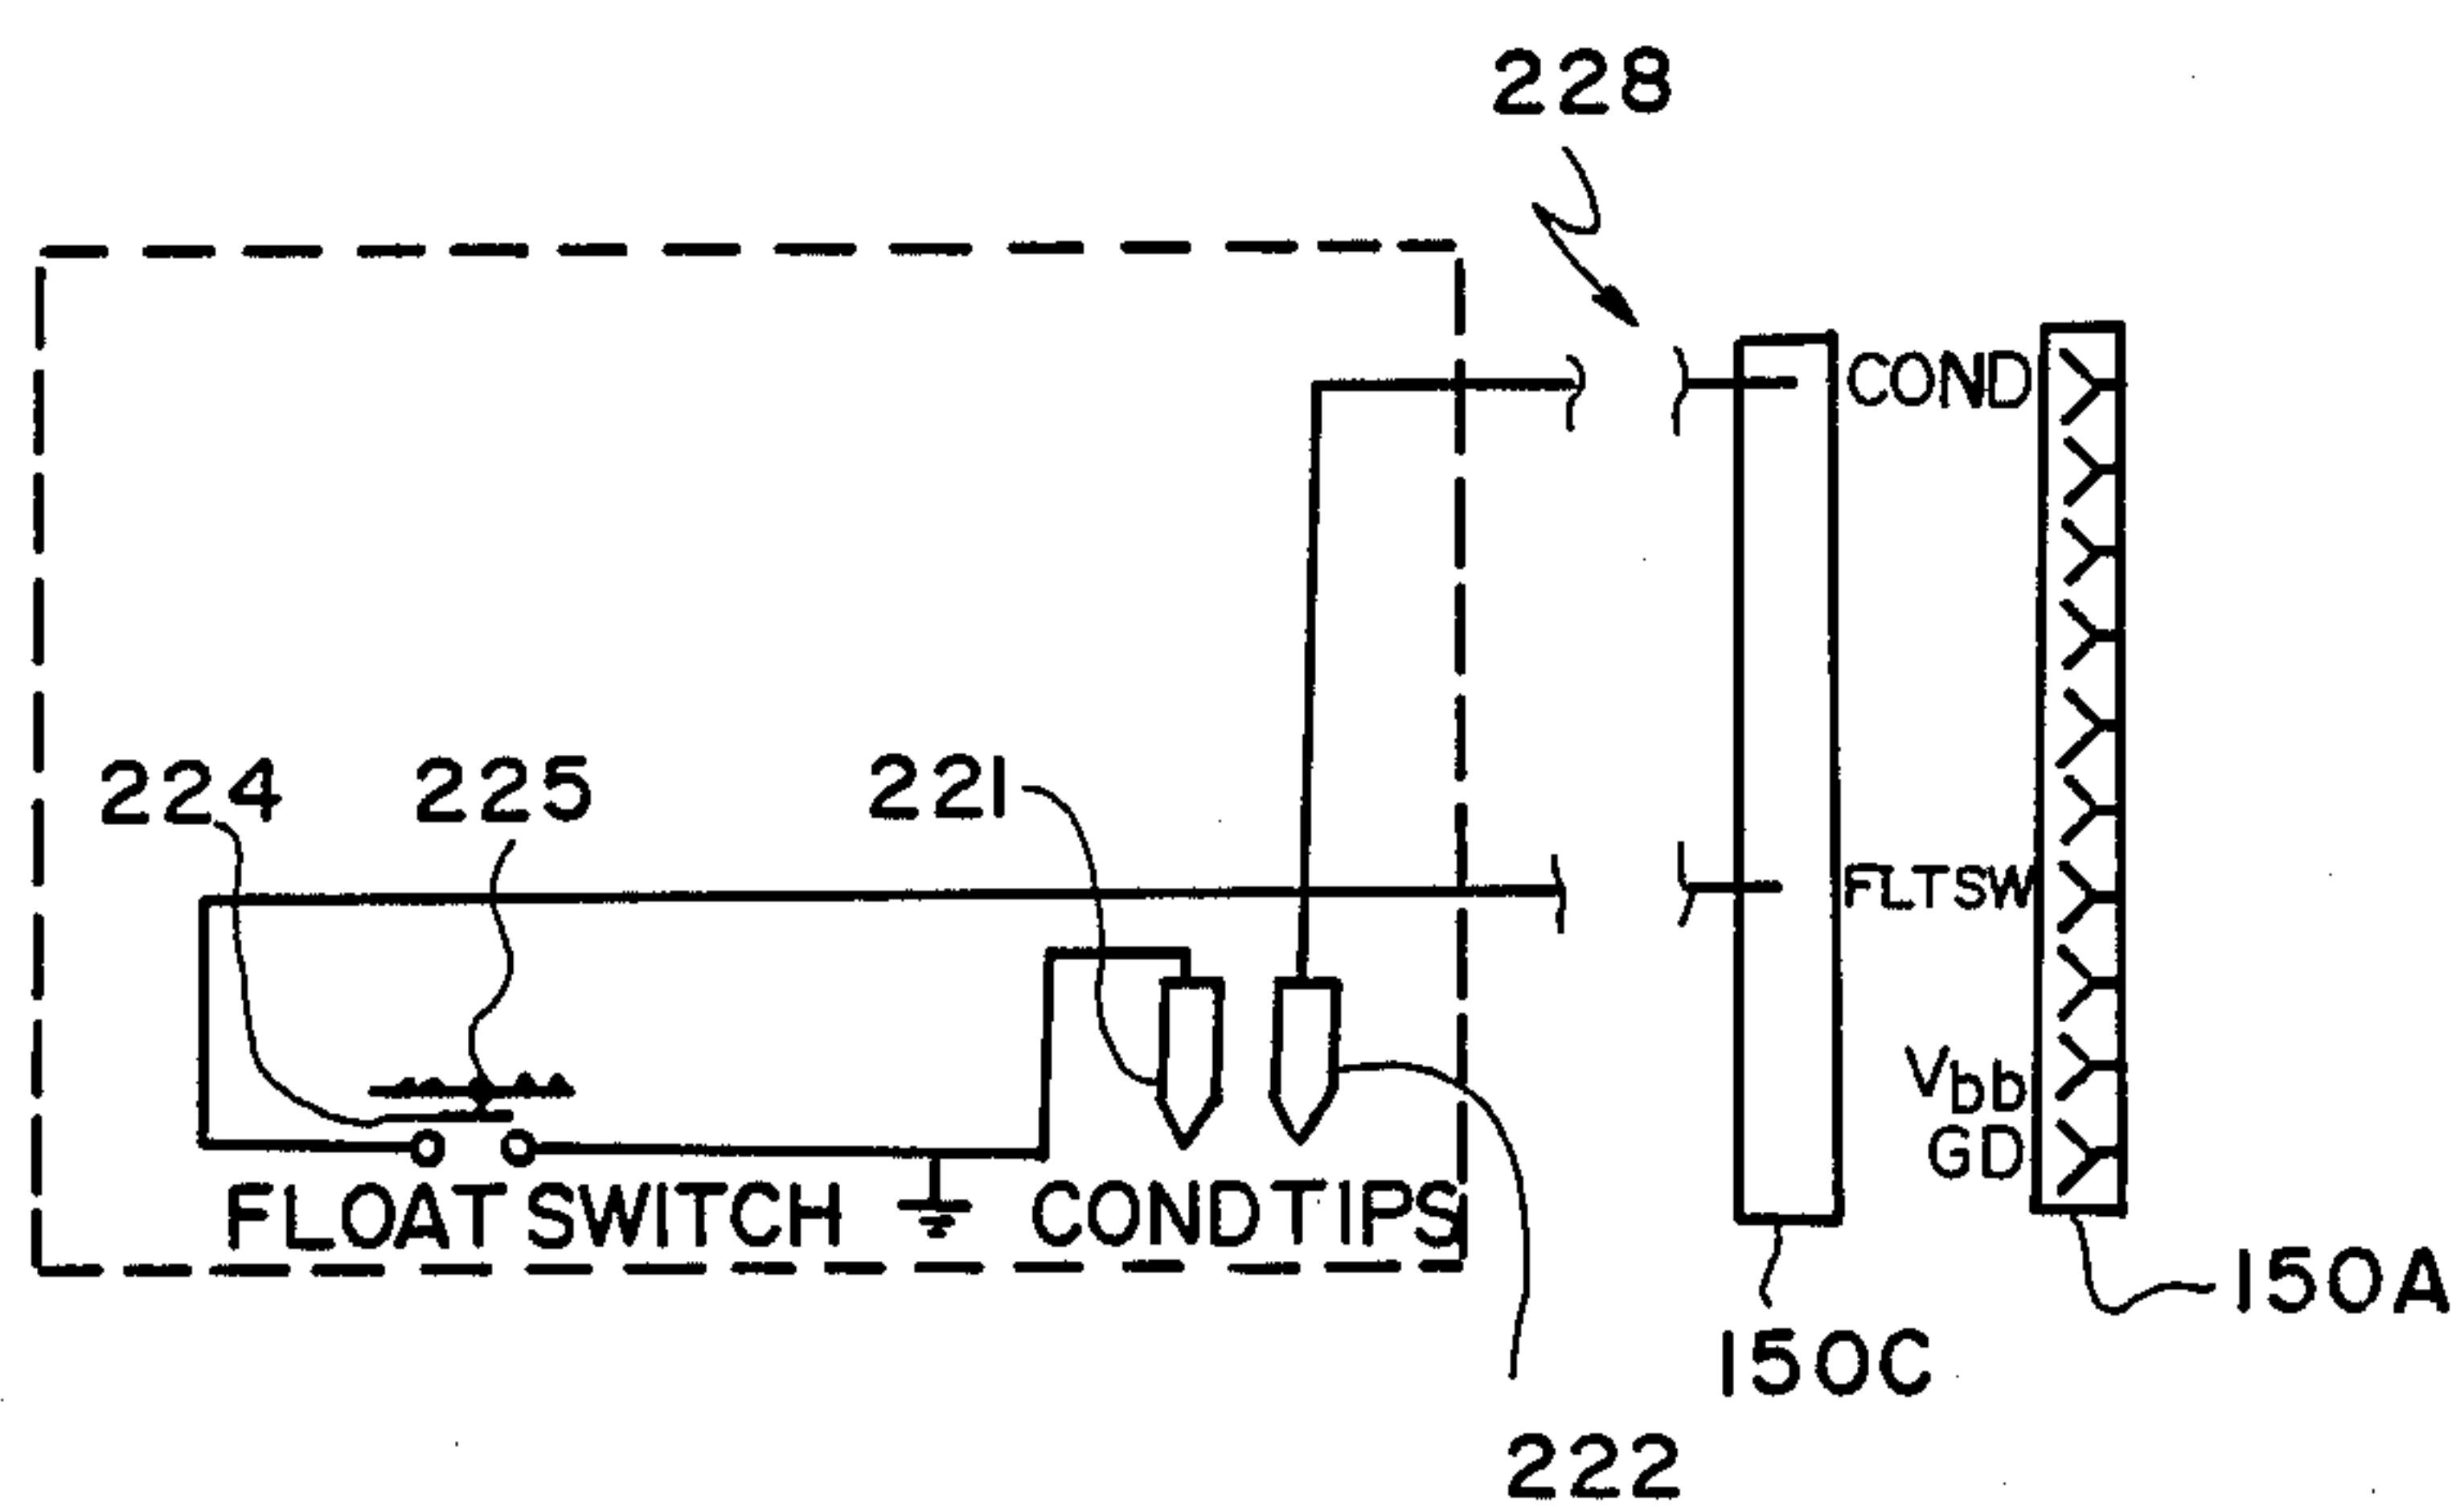 228
COND
224
225
221
FLTSW
Vbb
GD
FLOAT SWITCH
COND TIPS
150A
150C
222